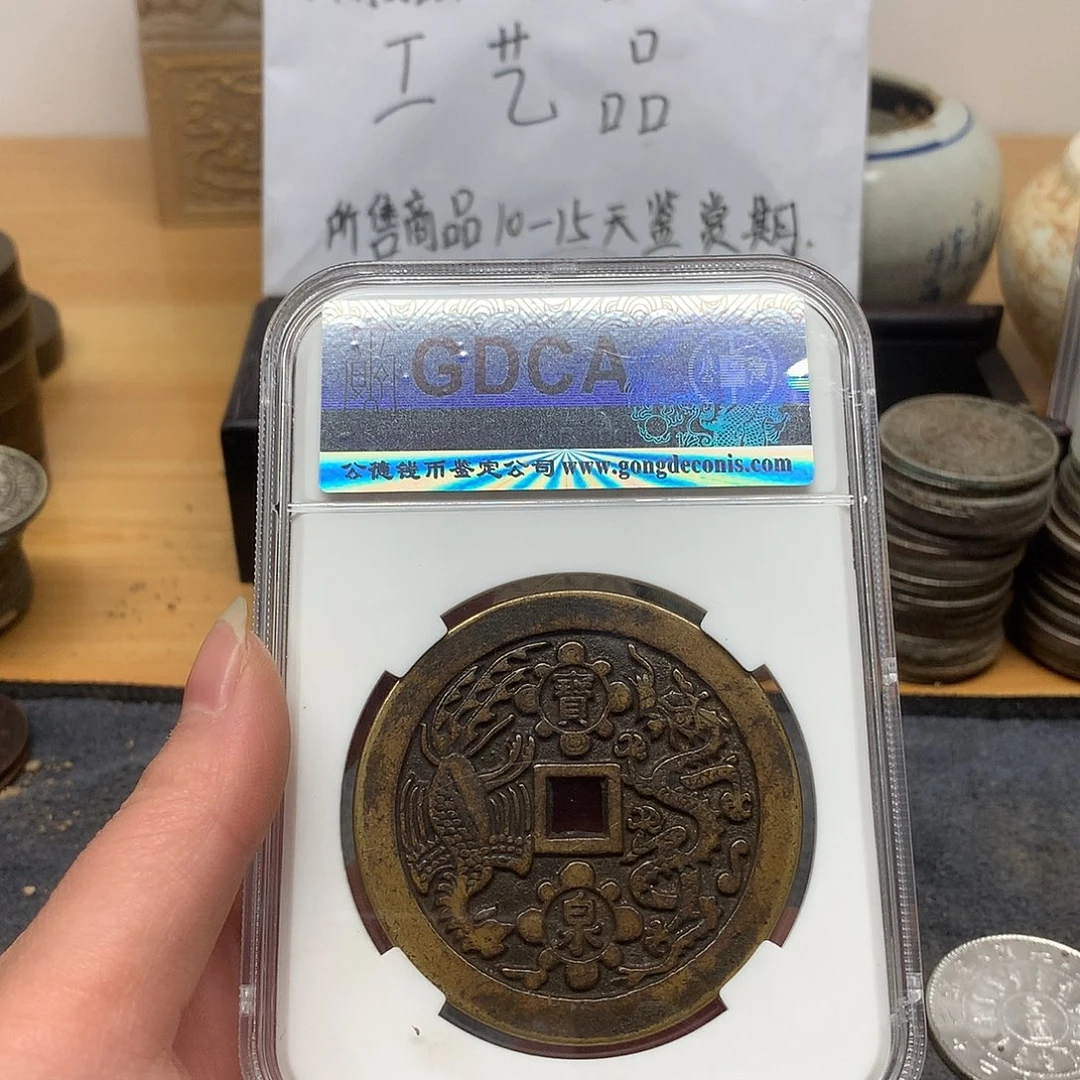 工艺品
所售商品10-15天鉴赏期.
GDCA
公德钱币鉴定公司www.gongdeconis.com
寶
泉